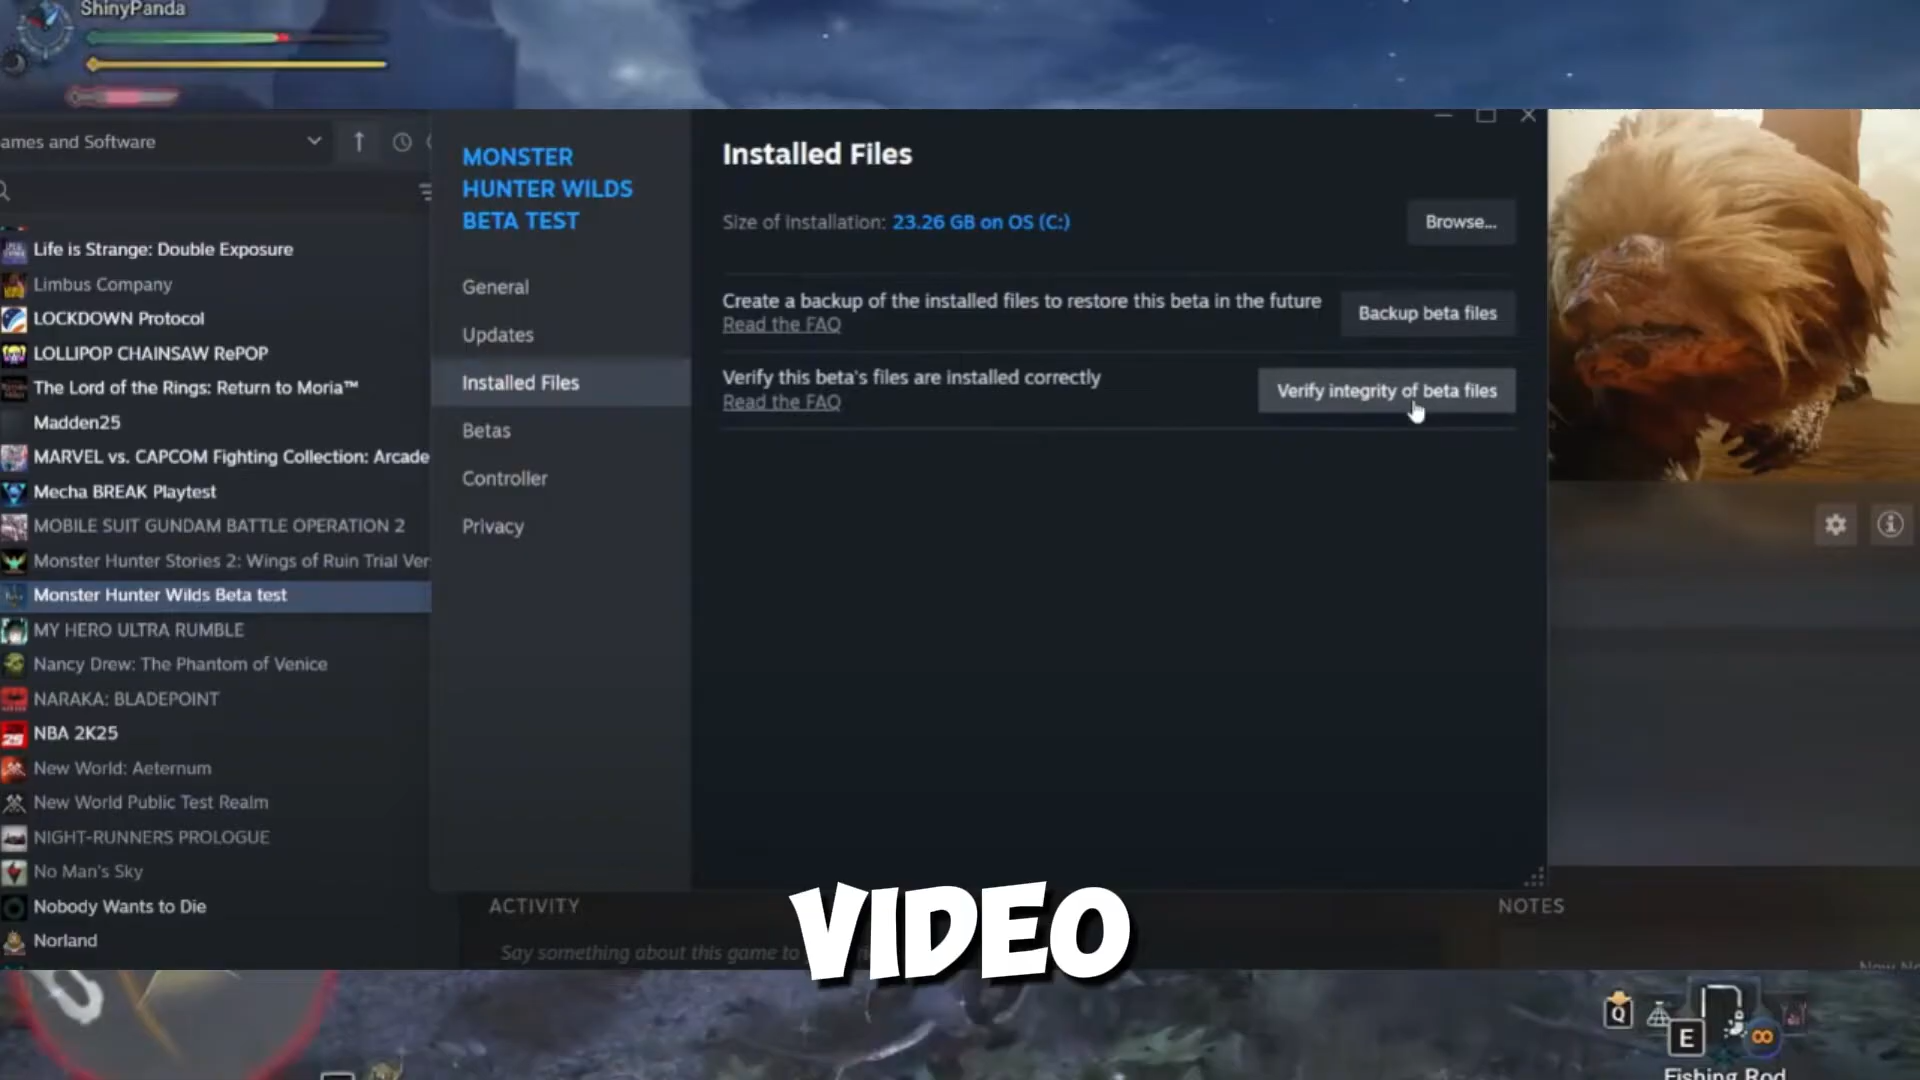 ShinyPanda
ames and Software
Life is Strange: Double Exposure
Limbus Company
LOCKDOWN Protocol
LOLLIPOP CHAINSAW RePOP
The Lord of the Rings: Return to Moria™
Madden25
MARVEL vs. CAPCOM Fighting Collection: Arcade
Mecha BREAK Playtest
MOBILE SUIT GUNDAM BATTLE OPERATION 2
Monster Hunter Stories 2: Wings of Ruin Trial Ver
Monster Hunter Wilds Beta test
MY HERO ULTRA RUMBLE
Nancy Drew: The Phantom of Venice
NARAKA: BLADEPOINT
NBA 2K25
New World: Aeternum
New World Public Test Realm
NIGHT-RUNNERS PROLOGUE
No Man's Sky
Nobody Wants to Die
Norland
MONSTER
HUNTER WILDS
BETA TEST
General
Updates
Installed Files
Betas
Controller
Privacy
Installed Files
Size of Installation: 23.26 GB on OS (C:)
Browse...
Create a backup of the installed files to restore this beta in the future
Read the FAQ
Backup beta files
Verify this beta's files are installed correctly
Read the FAQ
Verify integrity of beta files
ACTIVITY
NOTES
Say something about this game to
VIDEO
Q
E
Fishing Rod